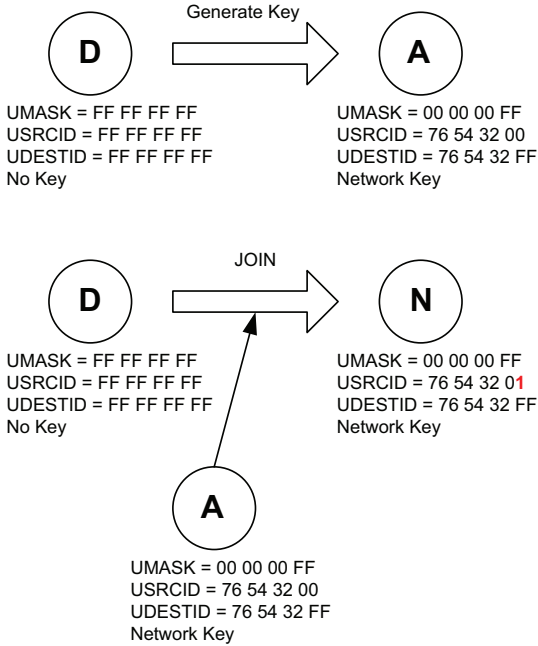 Generate Key
D
A
UMASK = FF FF FF FF
USRCID = FF FF FF FF
UDESTID = FF FF FF FF
No Key
UMASK = 00 00 00 FF
USRCID = 76 54 32 00
UDESTID = 76 54 32 FF
Network Key
JOIN
D
N
UMASK = FF FF FF FF
USRCID = FF FF FF FF
UDESTID = FF FF FF FF
No Key
UMASK = 00 00 00 FF
USRCID = 76 54 32 01
UDESTID = 76 54 32 FF
Network Key
A
UMASK = 00 00 00 FF
USRCID = 76 54 32 00
UDESTID = 76 54 32 FF
Network Key